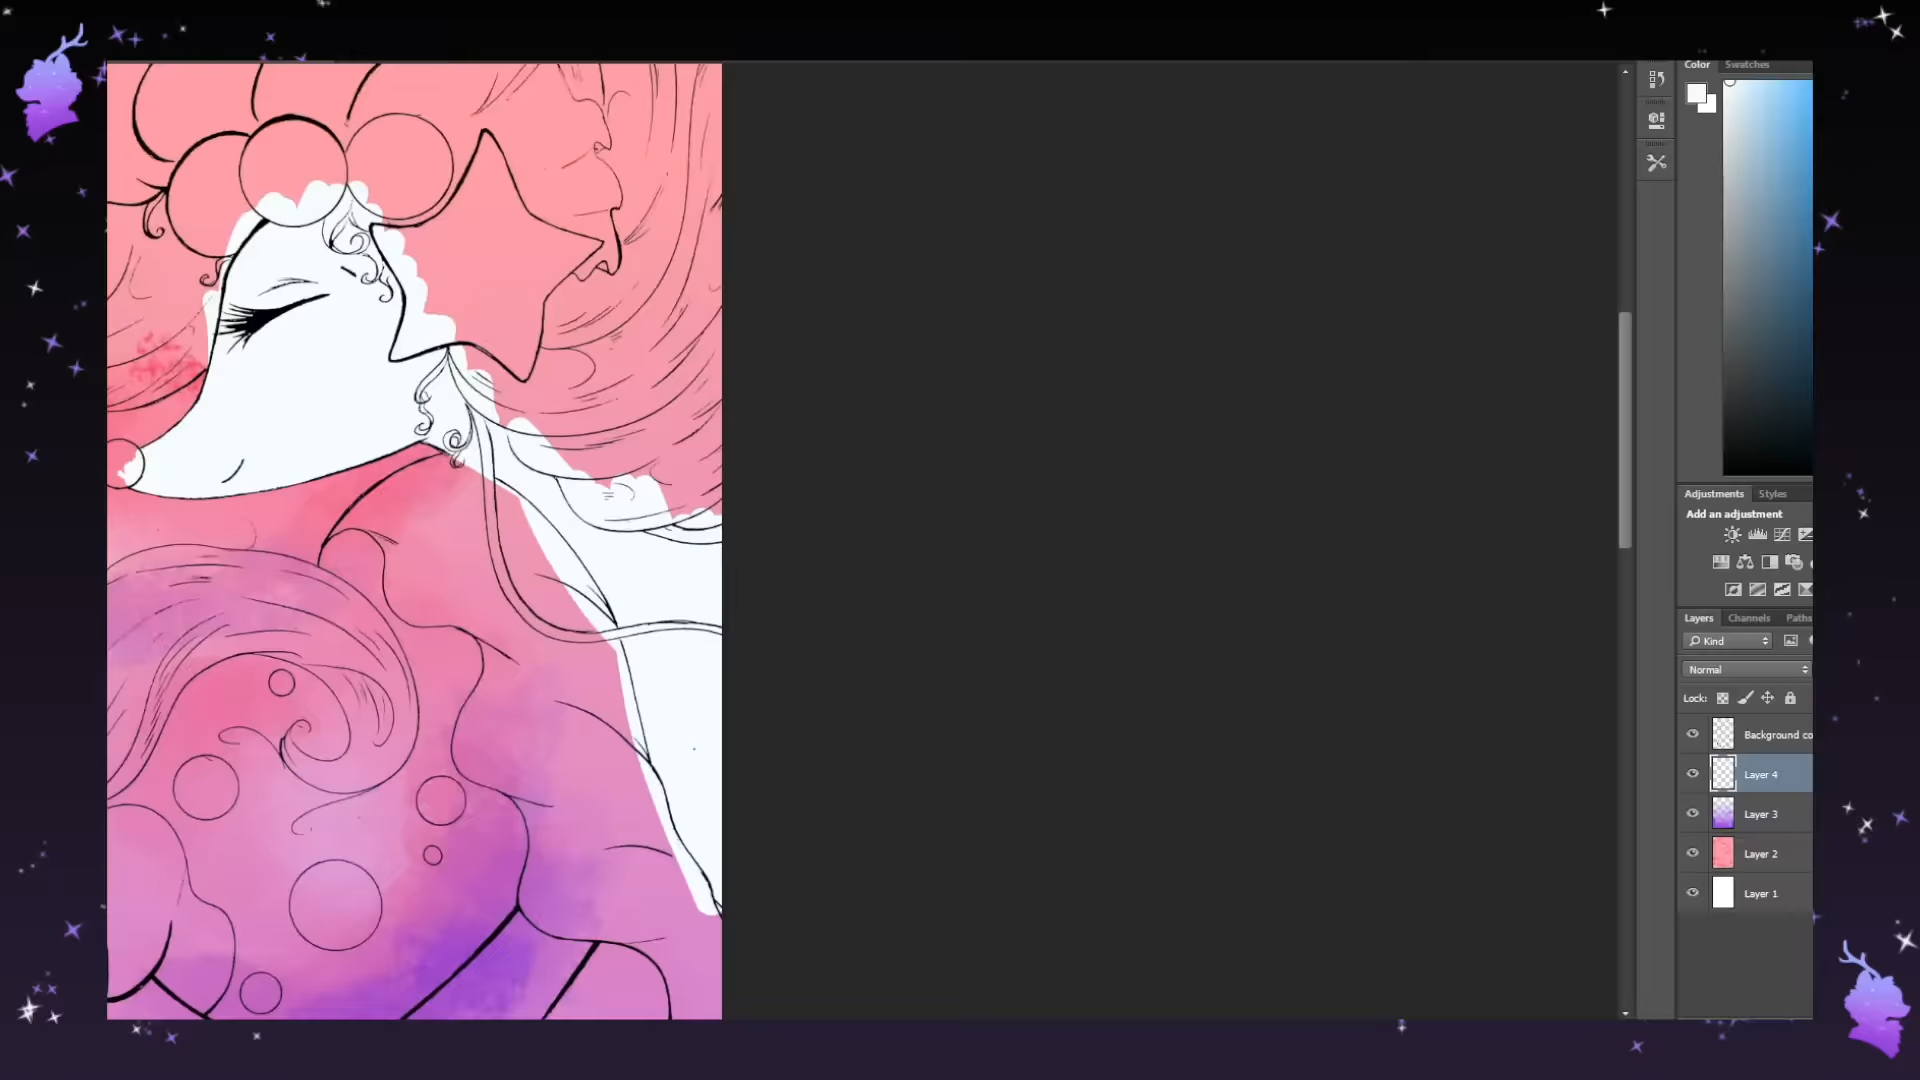 Color Swatches
Adjustments Styles
Add an adjustment
Layers Channels Paths
Kind
Normal
Lock:
Background co
Layer 4
Layer 3
Layer 2
Layer 1